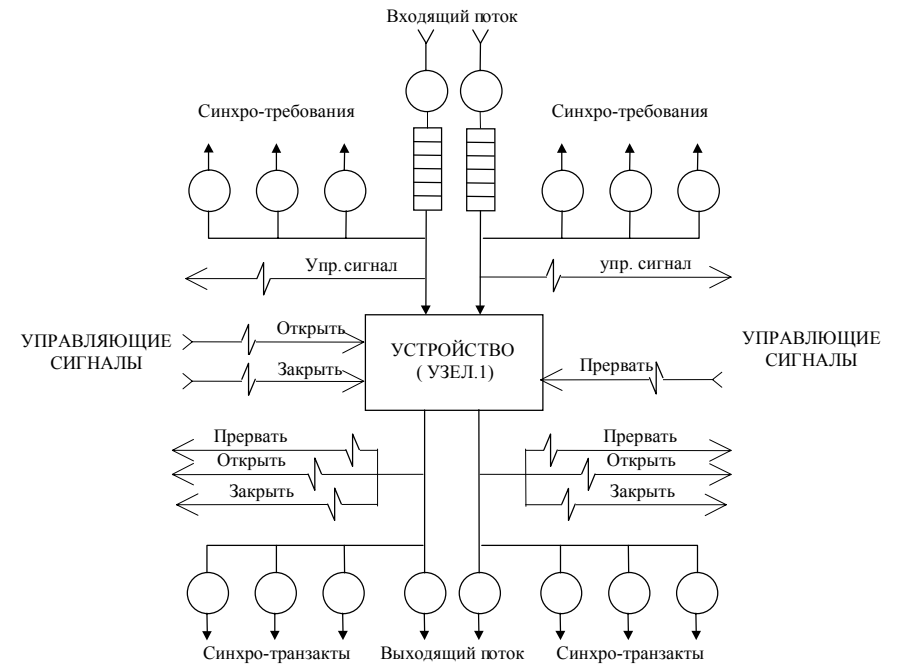 Входящий поток
Синхро-требования
Синхро-требования
Упр. сигнал
упр. сигнал
УПРАВЛЯЮЩИЕ
СИГНАЛЫ
Открыть
Закрыть
УСТРОЙСТВО
( УЗЕЛ.1)
Прервать
УПРАВЛЮЩИЕ
СИГНАЛЫ
Прервать
Открыть
Закрыть
Прервать
Открыть
Закрыть
Синхро-транзакты
Выходящий поток
Синхро-транзакты